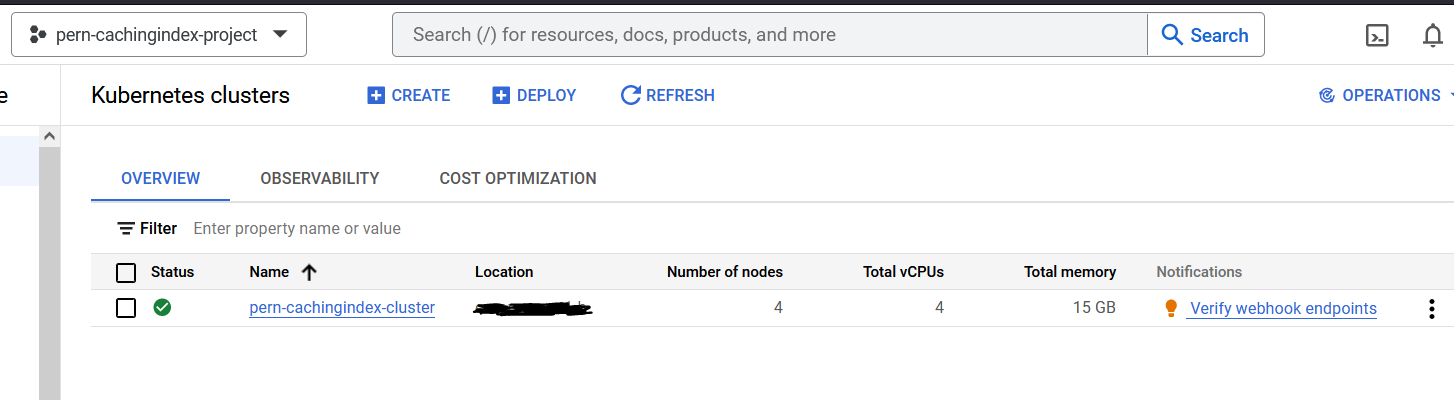 pern-cachingindex-project
Search (/) for resources, docs, products, and more
Search
e
Kubernetes clusters
CREATE
DEPLOY
REFRESH
OPERATIONS
OVERVIEW
OBSERVABILITY
COST OPTIMIZATION
Filter Enter property name or value
Status Name Location Number of nodes Total vCPUs Total memory Notifications
pern-cachingindex-cluster 4 4 15 GB Verify webhook endpoints